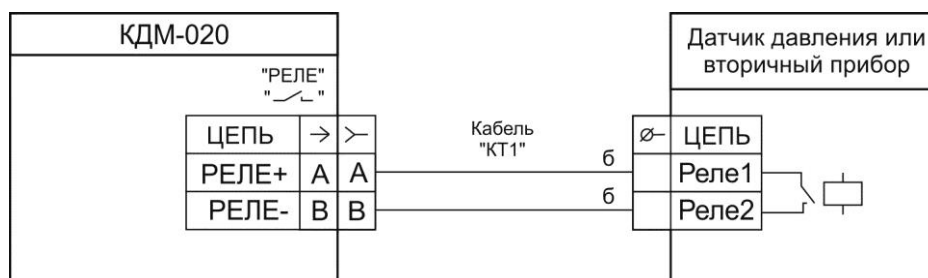 КДМ-020
Датчик давления или
вторичный прибор
"РЕЛЕ"
" "
ЦЕПЬ
Кабель
"КТ1"
ЦЕПЬ
РЕЛЕ+ A A б Реле1
РЕЛЕ- B B б Реле2